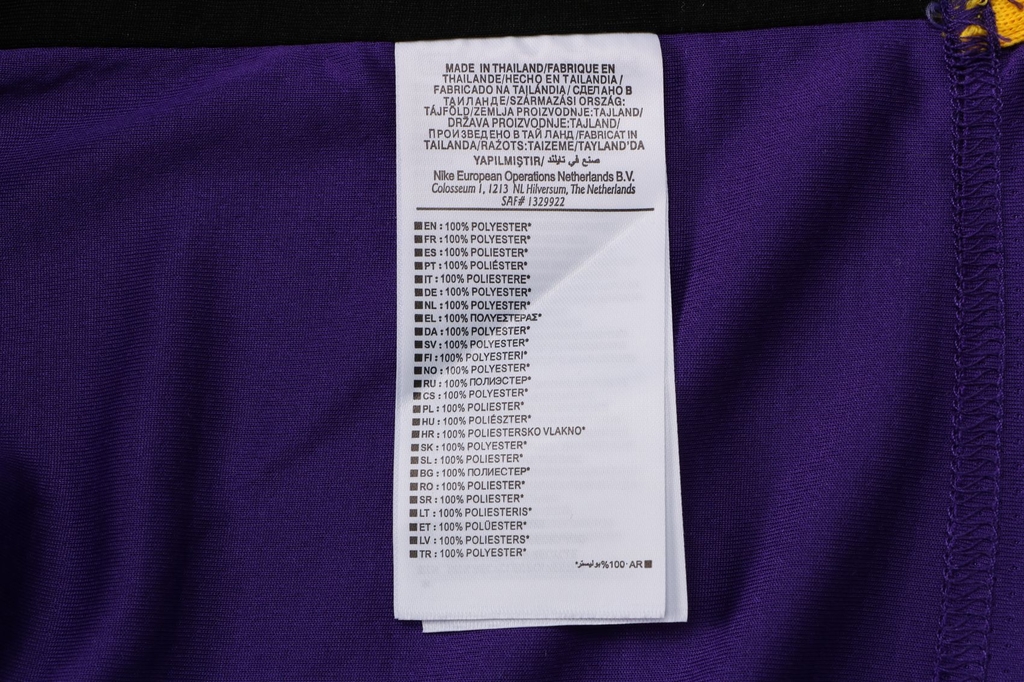 MADE IN THAILAND/FABRIQUE EN
THAILANDE/HECHO EN TAILANDIA/
FABRICADO NA TAILÂNDIA/СДЕЛАНО В
ТАИЛАНДЕ/SZÁRMAZÁSI ORSZÁG:
TÁJFÖLD/ZEMLJA PROIZVODNJE:TAJLAND/
DRŽAVA PROIZVODNJE:TAJLAND/
ПРОИЗВЕДЕНО В ТАЙЛАНД/FABRICAT IN
TAILANDA/RAŽOTS:TAIZEME/TAYLAND'DA
YAPILMIŞTIR/ صنع في تايلند
Nike European Operations Netherlands B.V.
Colosseum 1, 1213 NL Hilversum, The Netherlands
SAF# 1329922
EN : 100% POLYESTER*
FR : 100% POLYESTER*
ES : 100% POLIESTER*
PT : 100% POLIÉSTER*
IT : 100% POLIESTERE*
DE : 100% POLYESTER*
NL : 100% POLYESTER*
EL : 100% ΠΟΛΥΕΣΤΕΡΑΣ*
DA : 100% POLYESTER*
SV : 100% POLYESTER*
FI : 100% POLYESTERI*
NO : 100% POLYESTER*
RU : 100% ПОЛИЭСТЕР*
CS : 100% POLYESTER*
PL : 100% POLIESTER*
HU : 100% POLIÉSZTER*
HR : 100% POLIESTERSKO VLAKNO*
SK : 100% POLYESTER*
SL : 100% POLIESTER*
BG : 100% ПОЛИЕСТЕР*
RO : 100% POLIESTER*
SR : 100% POLIESTER*
LT : 100% POLIESTERIS*
ET : 100% POLÜESTER*
LV : 100% POLIESTERS*
TR : 100% POLYESTER*
*بوليستر %100 · AR